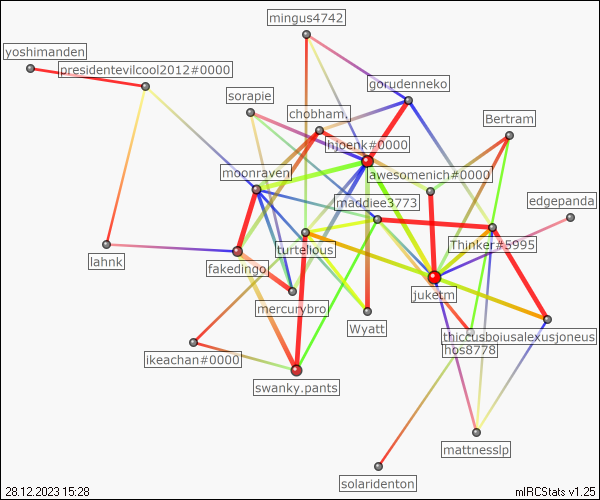 mingus4742
yoshimanden
presidentevilcool2012#0000
gorudenneko
sorapie
chobham.
Bertram
hjoenk#0000
moonraven
awesomenich#0000
maddiee3773
edgepanda
Thinker#5995
turtelious
lahnk
fakedingo
juketm
mercurybro
Wyatt
thiccusboiusalexusjoneus
hos8778
ikeachan#0000
swanky.pants
mattnesslp
solaridenton
28.12.2023 15:28
mIRCStats v1.25